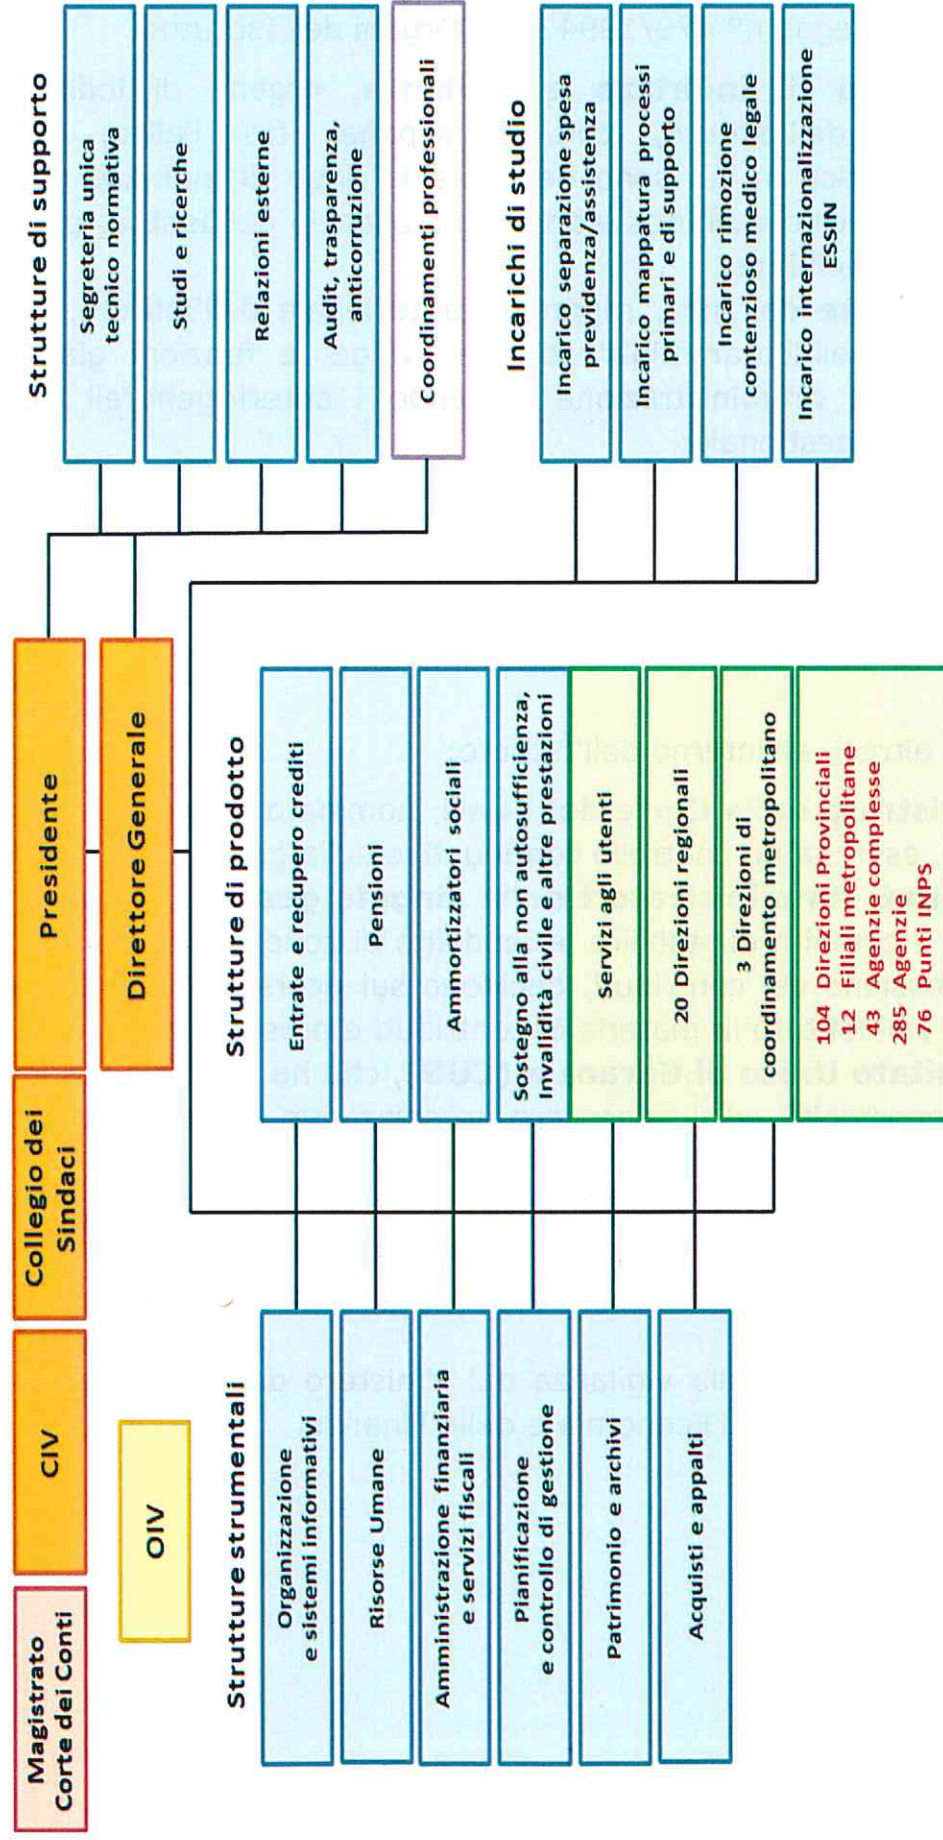 Magistrato
Corte dei Conti
CIV
Collegio dei
Sindaci
Presidente
OIV
Direttore Generale
Strutture strumentali
Organizzazione
e sistemi informativi
Risorse Umane
Amministrazione finanziaria
e servizi fiscali
Pianificazione
e controllo di gestione
Patrimonio e archivi
Acquisti e appalti
Strutture di prodotto
Entrate e recupero crediti
Pensioni
Ammortizzatori sociali
Sostegno alla non autosufficienza,
Invalidità civile e altre prestazioni
Servizi agli utenti
20 Direzioni regionali
3 Direzioni di
coordinamento metropolitano
104 Direzioni Provinciali
12 Filiali metropolitane
43 Agenzie complesse
285 Agenzie
76 Punti INPS
Strutture di supporto
Segreteria unica
tecnico normativa
Studi e ricerche
Relazioni esterne
Audit, trasparenza,
anticorruzione
Coordinamenti professionali
Incarichi di studio
Incarico separazione spesa
previdenza/assistenza
Incarico mappatura processi
primari e di supporto
Incarico rimozione
contenzioso medico legale
Incarico internazionalizzazione
ESSIN